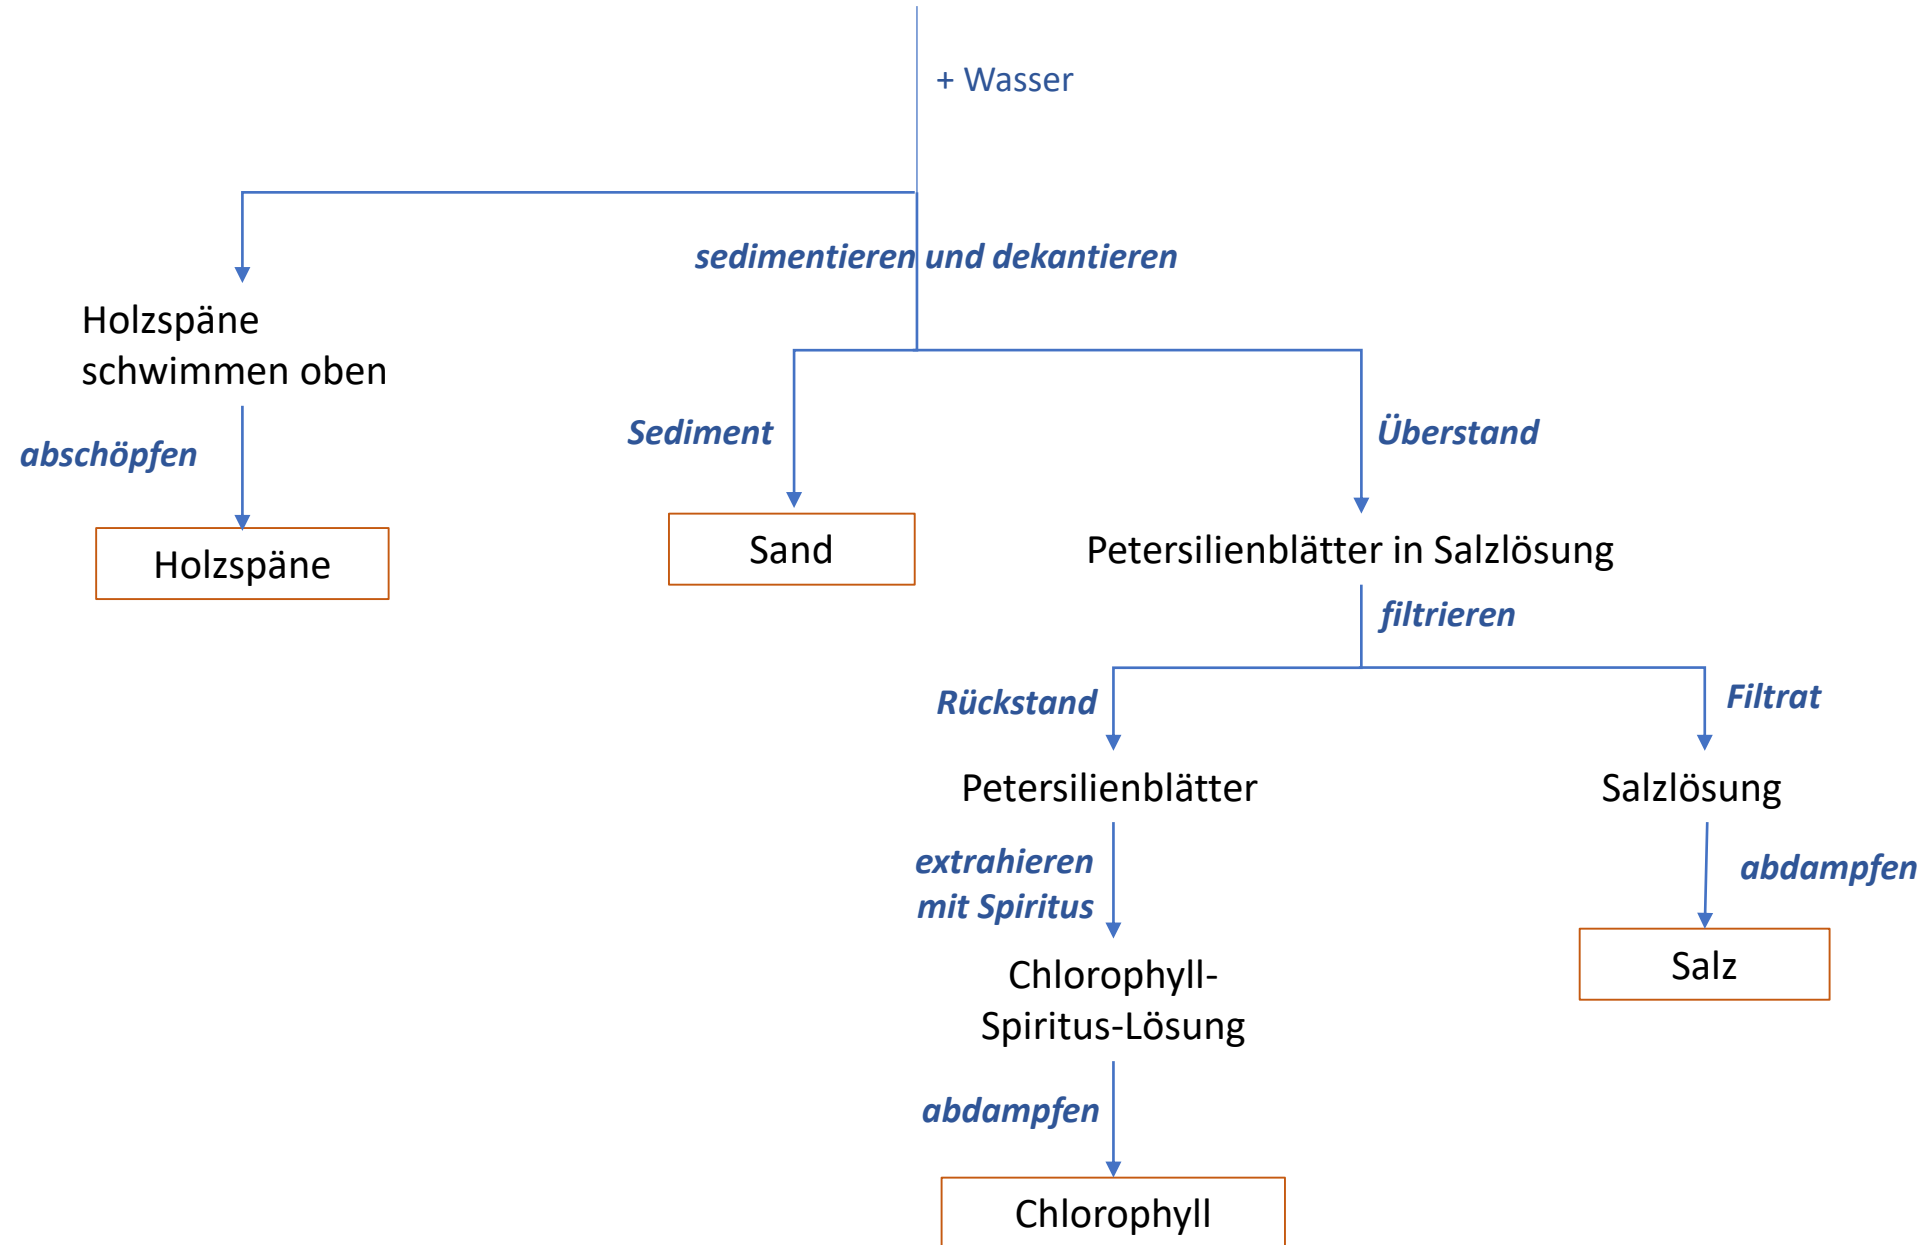 + Wasser
sedimentieren und dekantieren
Holzspäne
schwimmen oben
abschöpfen
Holzspäne
Sediment
Sand
Überstand
Petersilienblätter in Salzlösung
filtrieren
Rückstand
Petersilienblätter
extrahieren
mit Spiritus
Chlorophyll-
Spiritus-Lösung
abdampfen
Chlorophyll
Filtrat
Salzlösung
abdampfen
Salz